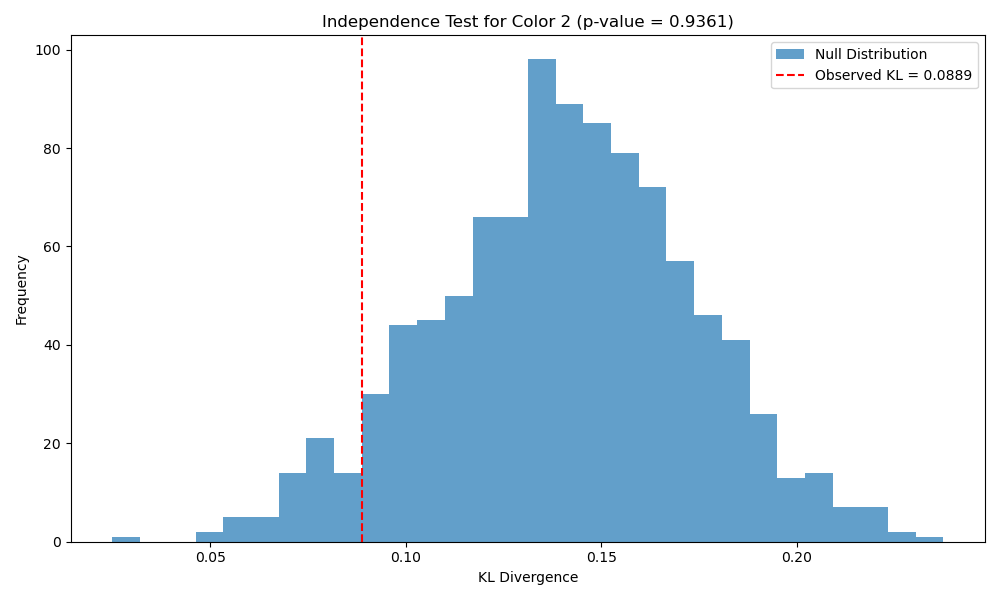 Independence Test for Color 2 (p-value = 0.9361)
Null Distribution
Observed KL = 0.0889
Frequency
100
80
60
40
20
0
0.05 0.10 0.15 0.20
KL Divergence